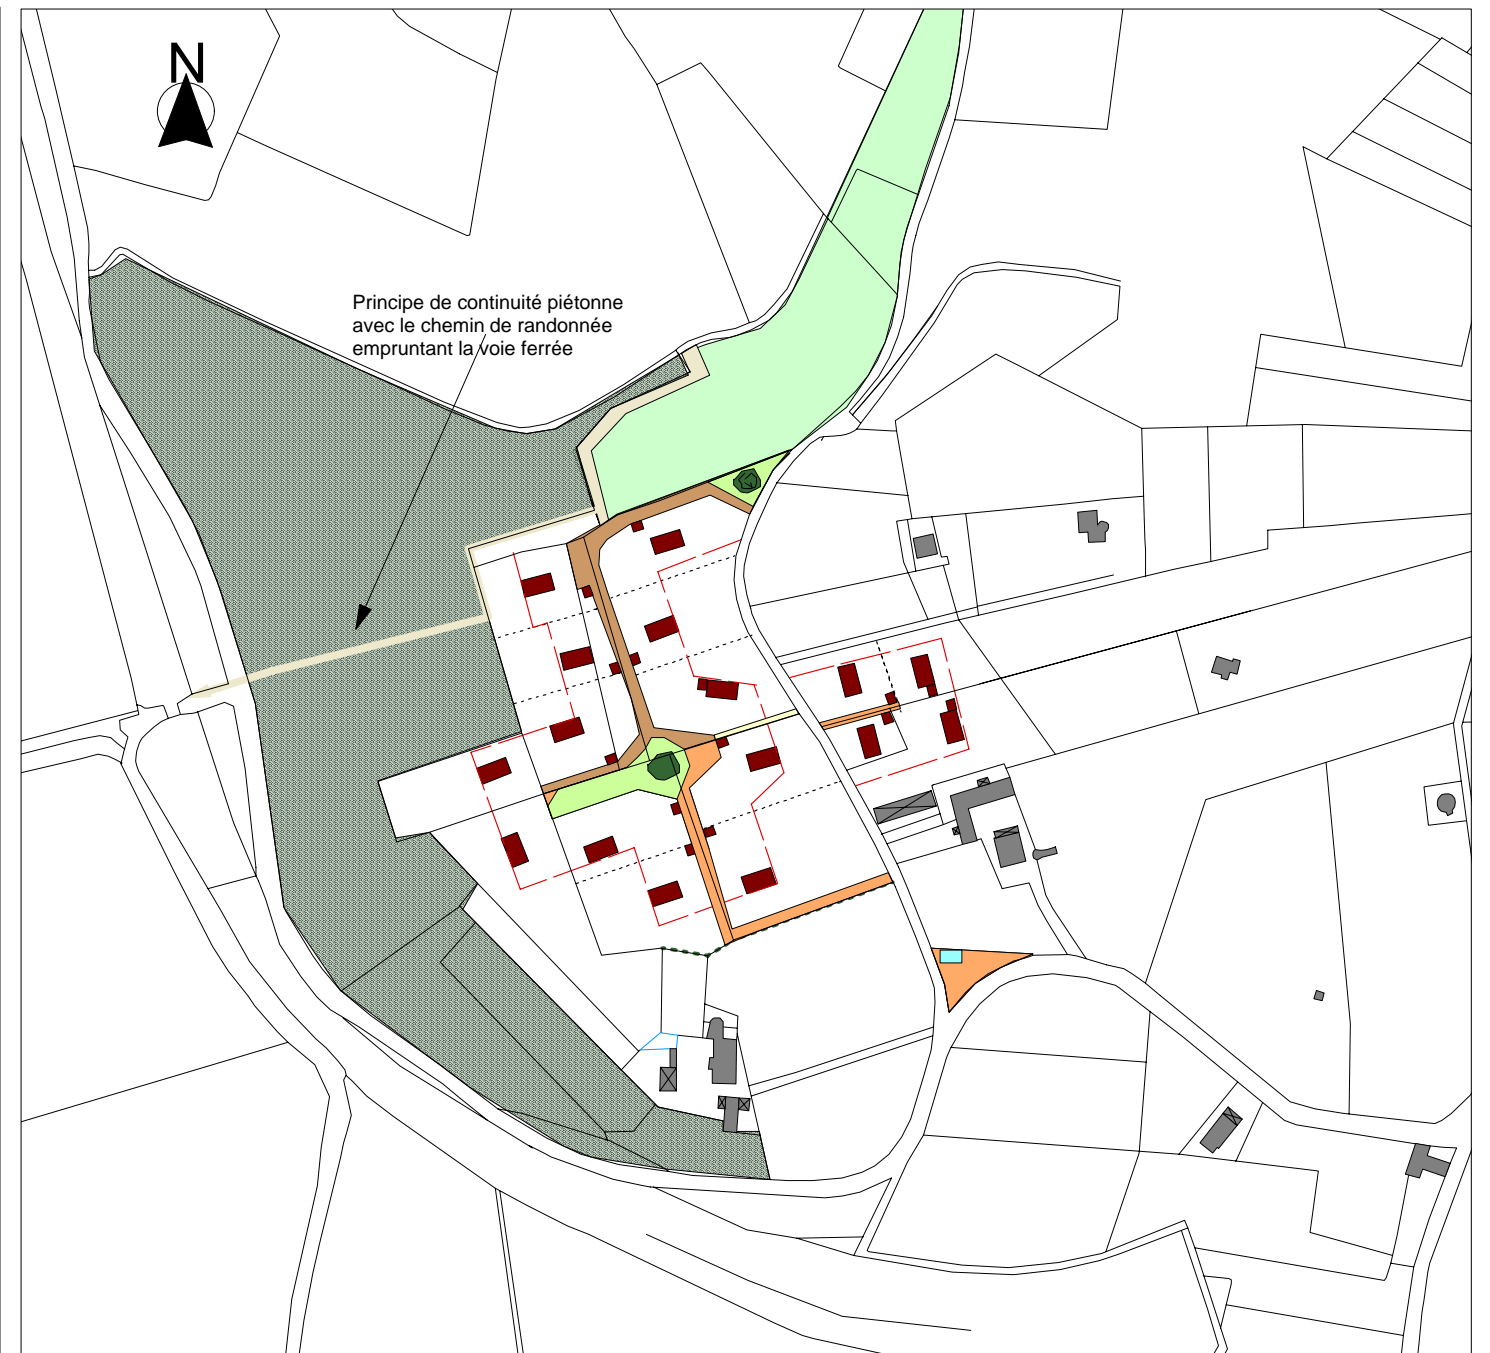 N
Principe de continuité piétonne
avec le chemin de randonnée
empruntant la voie ferrée